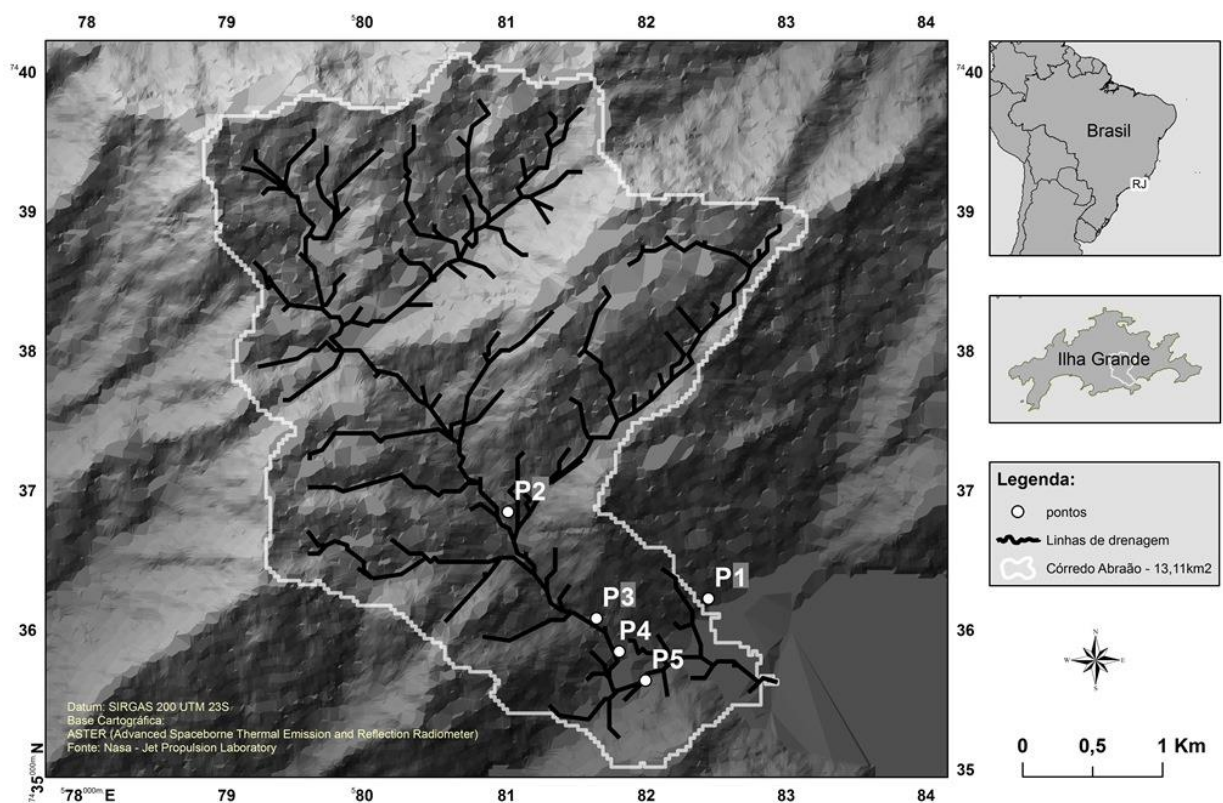 78 ⁵80 81 82 83 84
⁷⁴40
39
38
37
36
⁷⁴35⁰⁰⁰ᵐ· N
P2
P1
P3
P4
P5
Datum: SIRGAS 200 UTM 23S
Base Cartográfica:
ASTER (Advanced Spaceborne Thermal Emission and Reflection Radiometer)
Fonte: Nasa - Jet Propulsion Laboratory
⁵78⁰⁰⁰ᵐ· E 79 80 81 82 83 84
⁷⁴40
39
38
37
36
35
Brasil
RJ
Ilha Grande
Legenda:
pontos
Linhas de drenagem
Córredo Abraão - 13,11km2
N
W E
S
0 0,5 1 Km